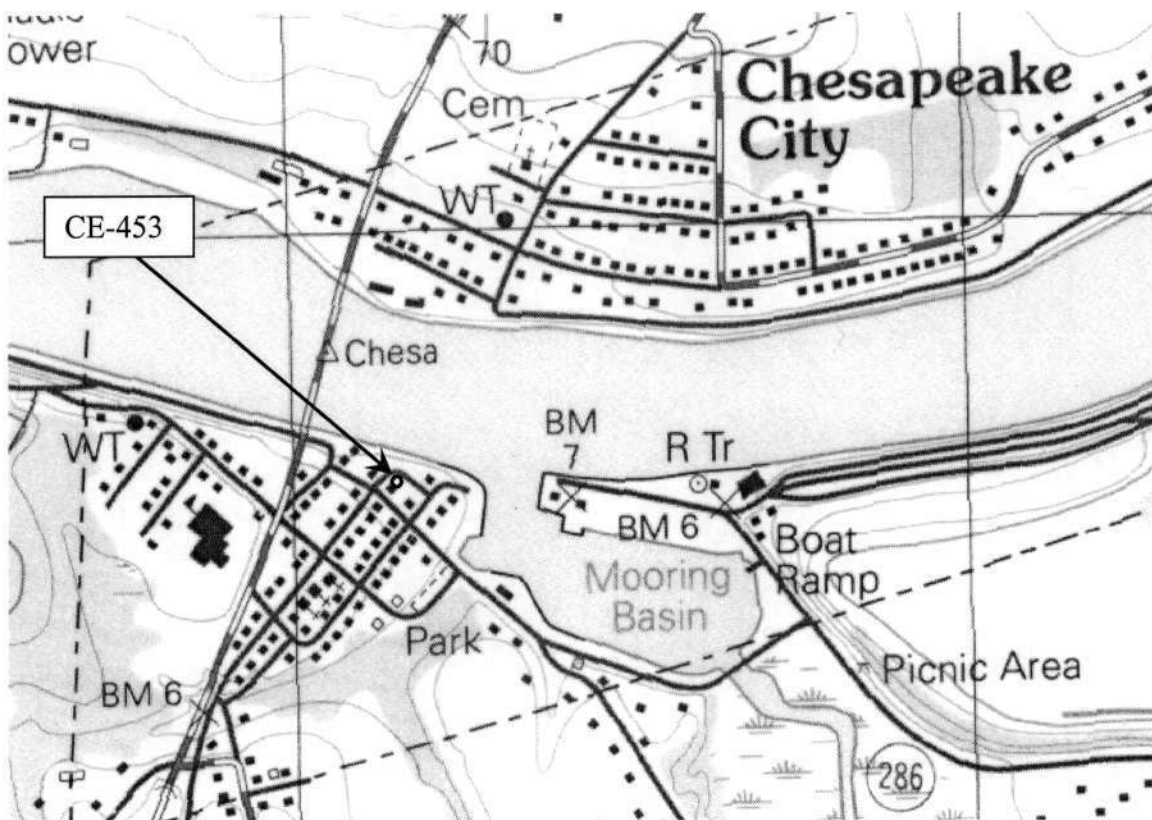 ower
70
Cem
Chesapeake
City
WT
CE-453
Chesa
WT
BM
7
R Tr
BM 6
Boat
Ramp
Mooring
Basin
Park
Picnic Area
BM 6
286